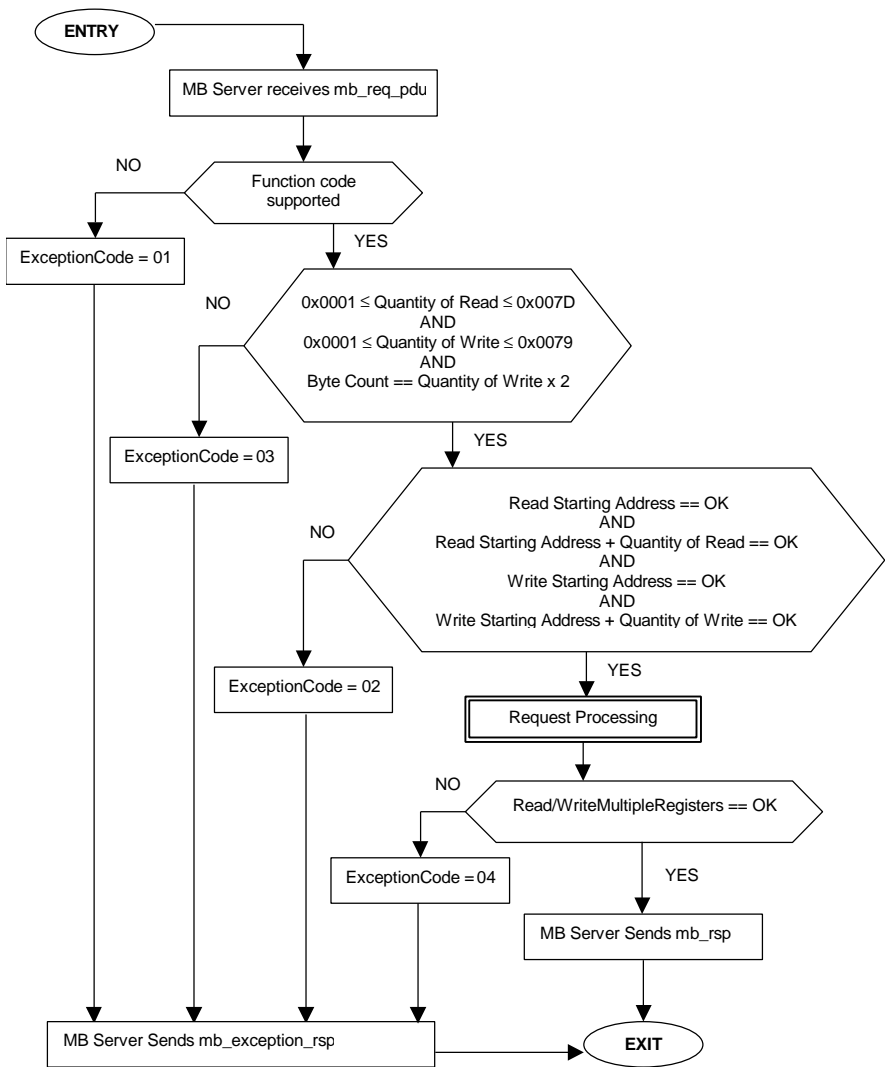 ENTRY
MB Server receives mb_req_pdu
NO
Function code
supported
YES
ExceptionCode = 01
NO
0x0001 ≤ Quantity of Read ≤ 0x007D
AND
0x0001 ≤ Quantity of Write ≤ 0x0079
AND
Byte Count == Quantity of Write x 2
YES
ExceptionCode = 03
NO
Read Starting Address == OK
AND
Read Starting Address + Quantity of Read == OK
AND
Write Starting Address == OK
AND
Write Starting Address + Quantity of Write == OK
YES
ExceptionCode = 02
Request Processing
NO
Read/WriteMultipleRegisters == OK
YES
ExceptionCode = 04
MB Server Sends mb_rsp
MB Server Sends mb_exception_rsp
EXIT